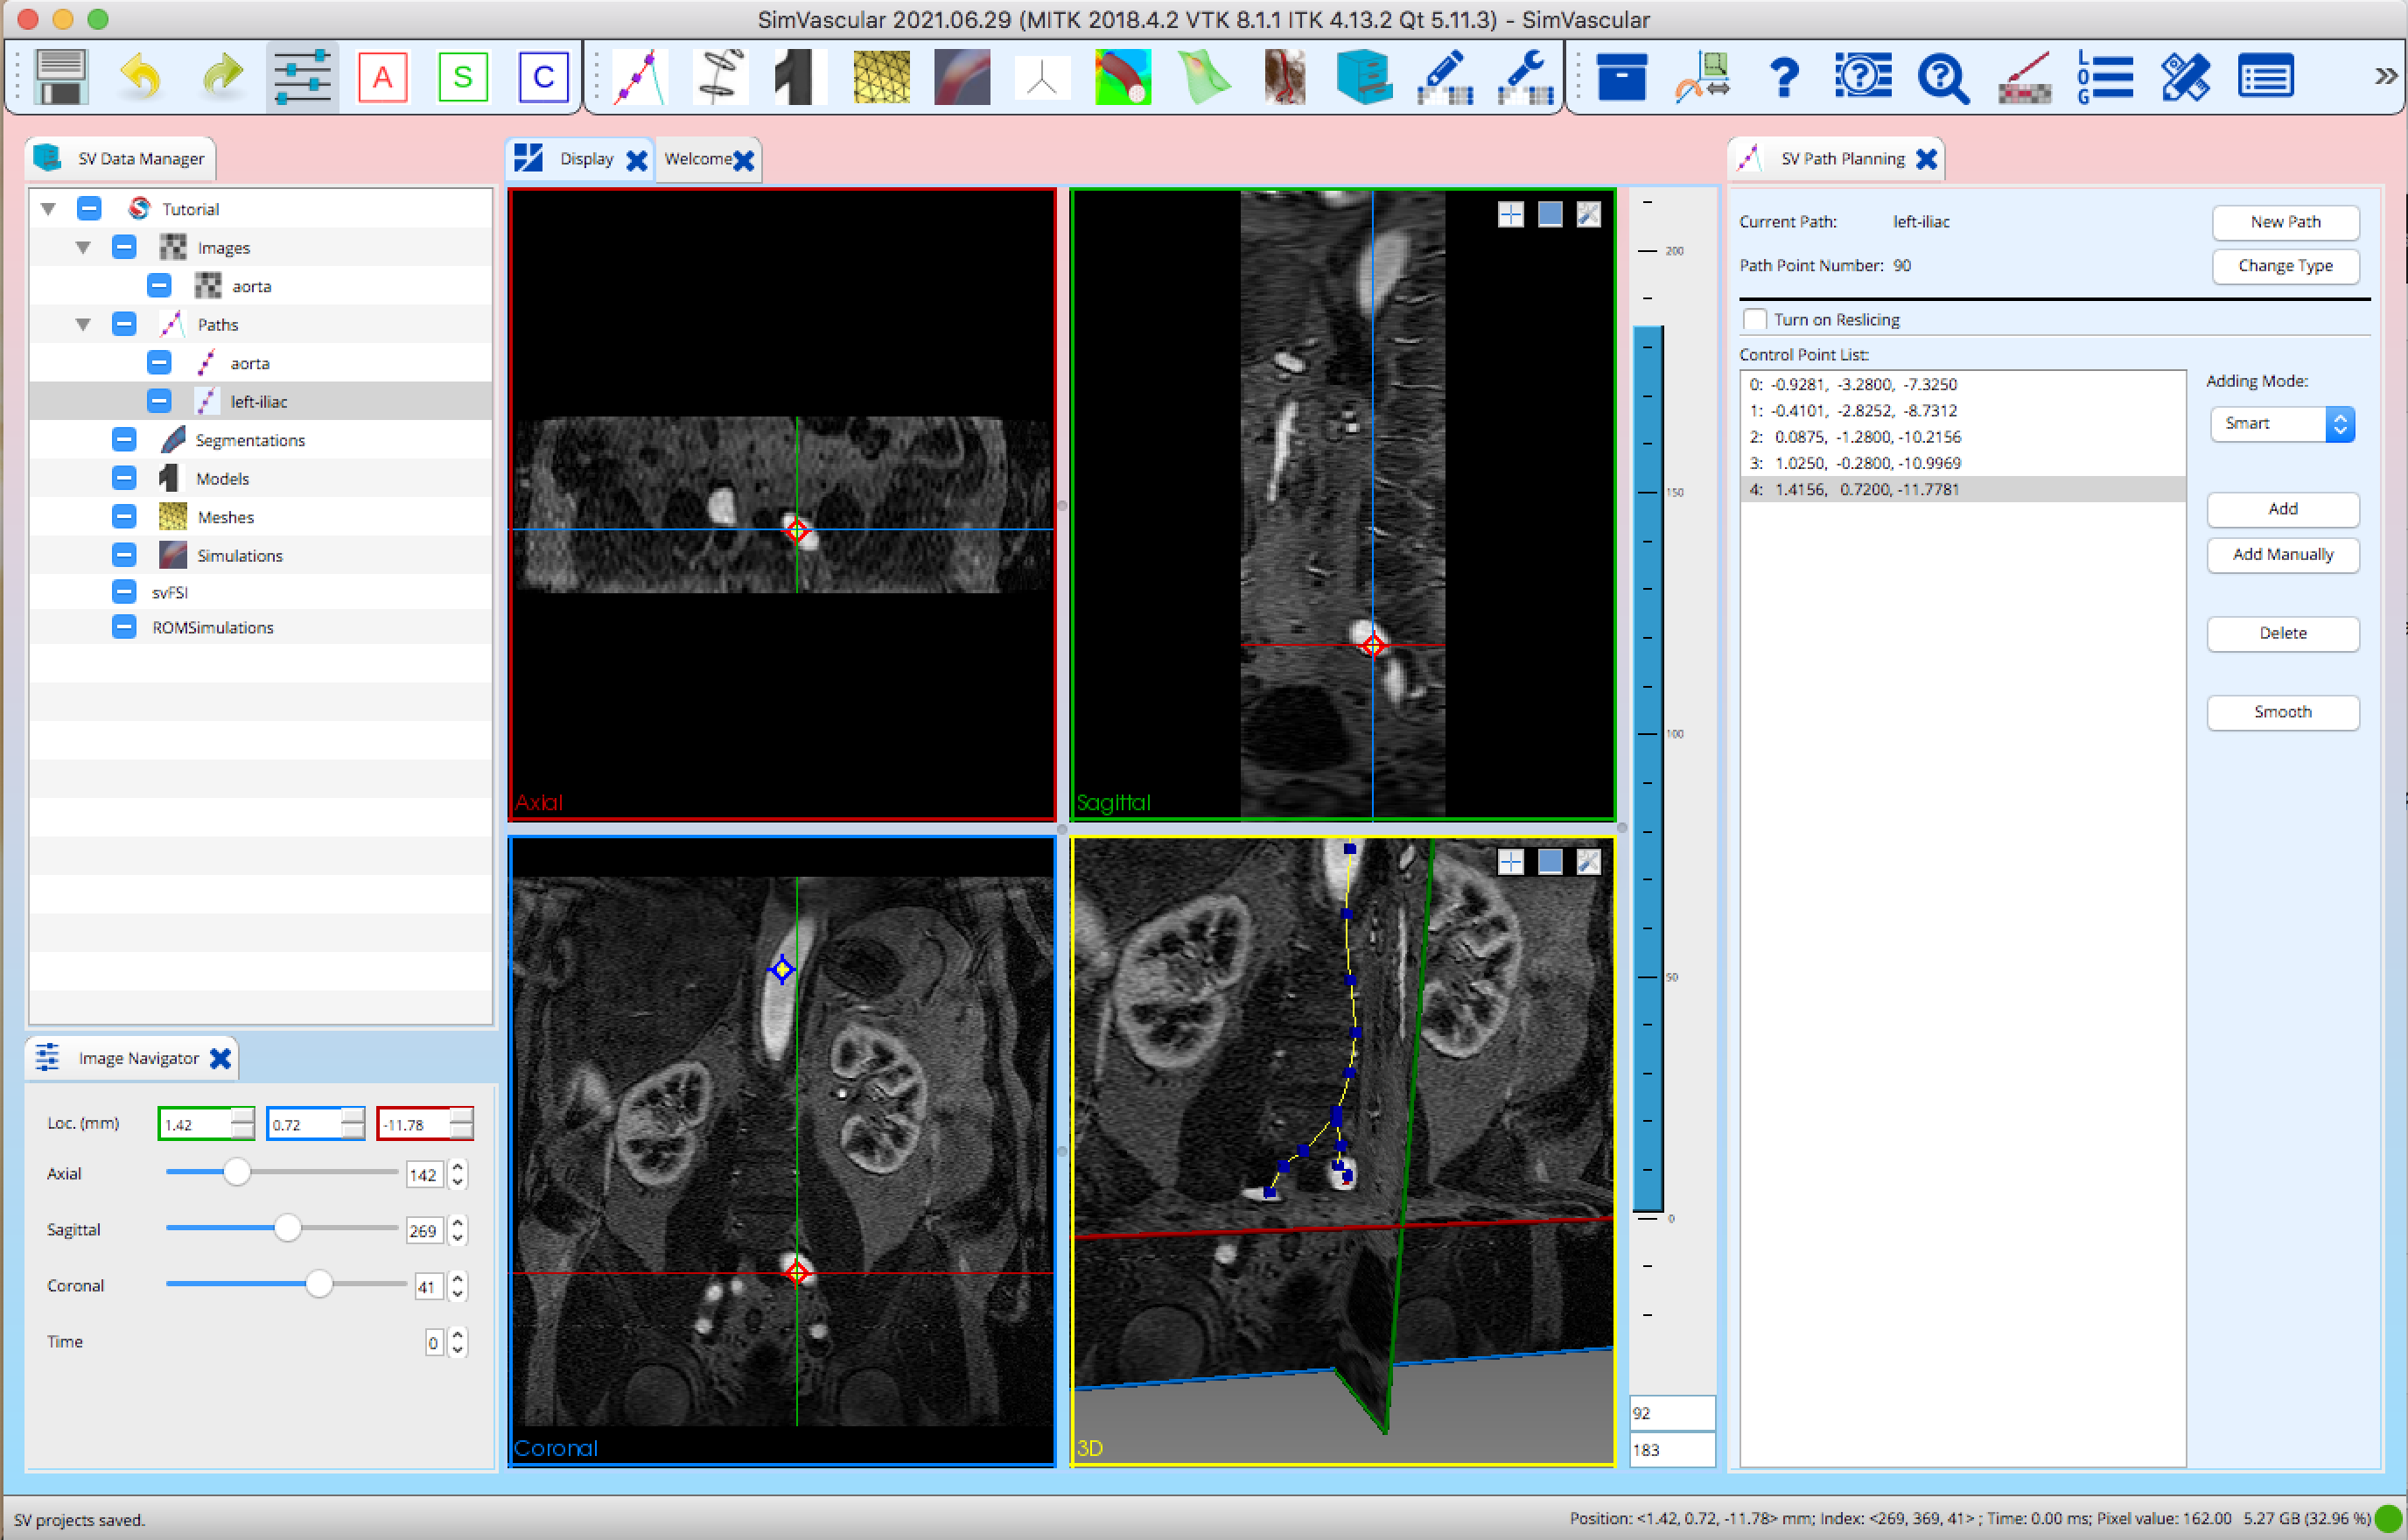 SimVascular 2021.06.29 (MITK 2018.4.2 VTK 8.1.1 ITK 4.13.2 Qt 5.11.3) - SimVascular
A
S
C
LOG
SV Data Manager
Tutorial
Images
aorta
Paths
aorta
left-iliac
Segmentations
Models
Meshes
Simulations
svFSI
ROMSimulations
Image Navigator
Loc. (mm) 1.42 0.72 -11.78
Axial 142
Sagittal 269
Coronal 41
Time 0
Display
Welcome
Axial
Sagittal
Coronal
3D
200
150
100
50
0
92
183
SV Path Planning
Current Path: left-iliac
New Path
Path Point Number: 90
Change Type
Turn on Reslicing
Control Point List:
0: -0.9281, -3.2800, -7.3250
1: -0.4101, -2.8252, -8.7312
2: 0.0875, -1.2800, -10.2156
3: 1.0250, -0.2800, -10.9969
4: 1.4156, 0.7200, -11.7781
Adding Mode:
Smart
Add
Add Manually
Delete
Smooth
SV projects saved.
Position: <1.42, 0.72, -11.78> mm; Index: <269, 369, 41> ; Time: 0.00 ms; Pixel value: 162.00 5.27 GB (32.96 %)